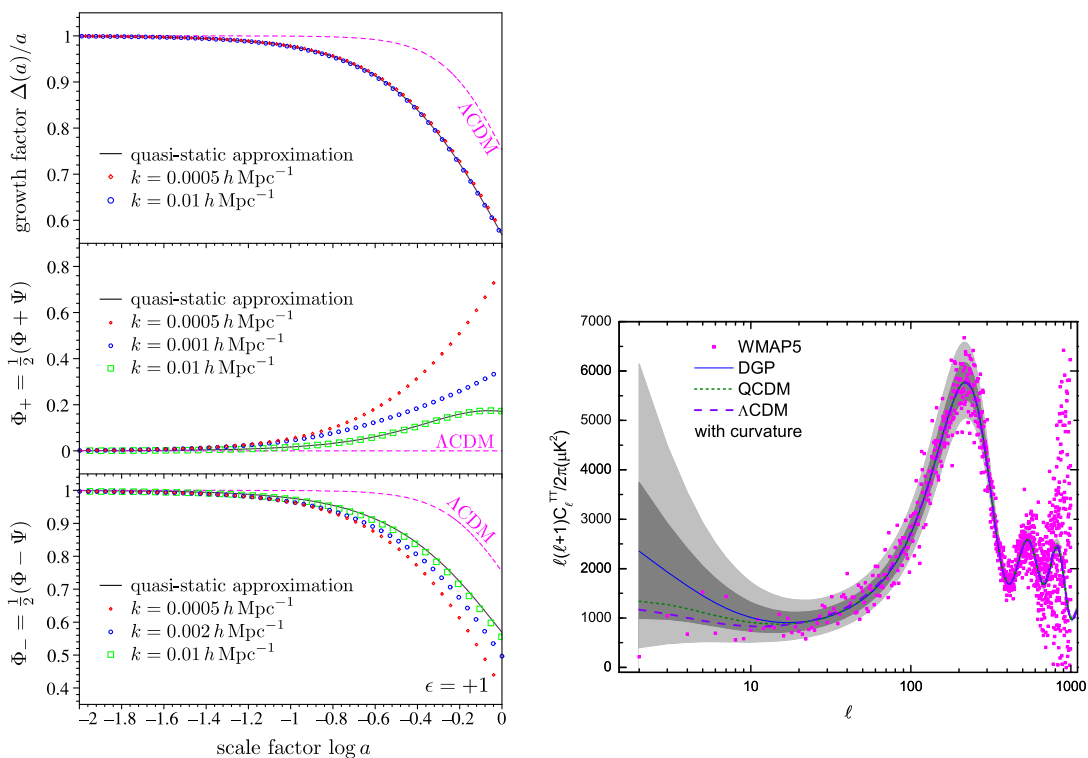 growth factor Δ(a)/a
1
0.9
0.8
0.7
0.6
ΛCDM
quasi-static approximation
k = 0.0005 h Mpc⁻¹
k = 0.01 h Mpc⁻¹
Φ₊ = ½(Φ + Ψ)
0.8
0.6
0.4
0.2
0
quasi-static approximation
k = 0.0005 h Mpc⁻¹
k = 0.001 h Mpc⁻¹
k = 0.01 h Mpc⁻¹
ΛCDM
Φ₋ = ½(Φ − Ψ)
1
0.9
0.8
0.7
0.6
0.5
0.4
ΛCDM
quasi-static approximation
k = 0.0005 h Mpc⁻¹
k = 0.002 h Mpc⁻¹
k = 0.01 h Mpc⁻¹
ϵ = +1
−2 −1.8 −1.6 −1.4 −1.2 −1 −0.8 −0.6 −0.4 −0.2 0
scale factor log a
ℓ(ℓ+1)C_ℓ^TT/2π(μK²)
7000
6000
5000
4000
3000
2000
1000
0
WMAP5
DGP
QCDM
ΛCDM
with curvature
10 100 1000
ℓ